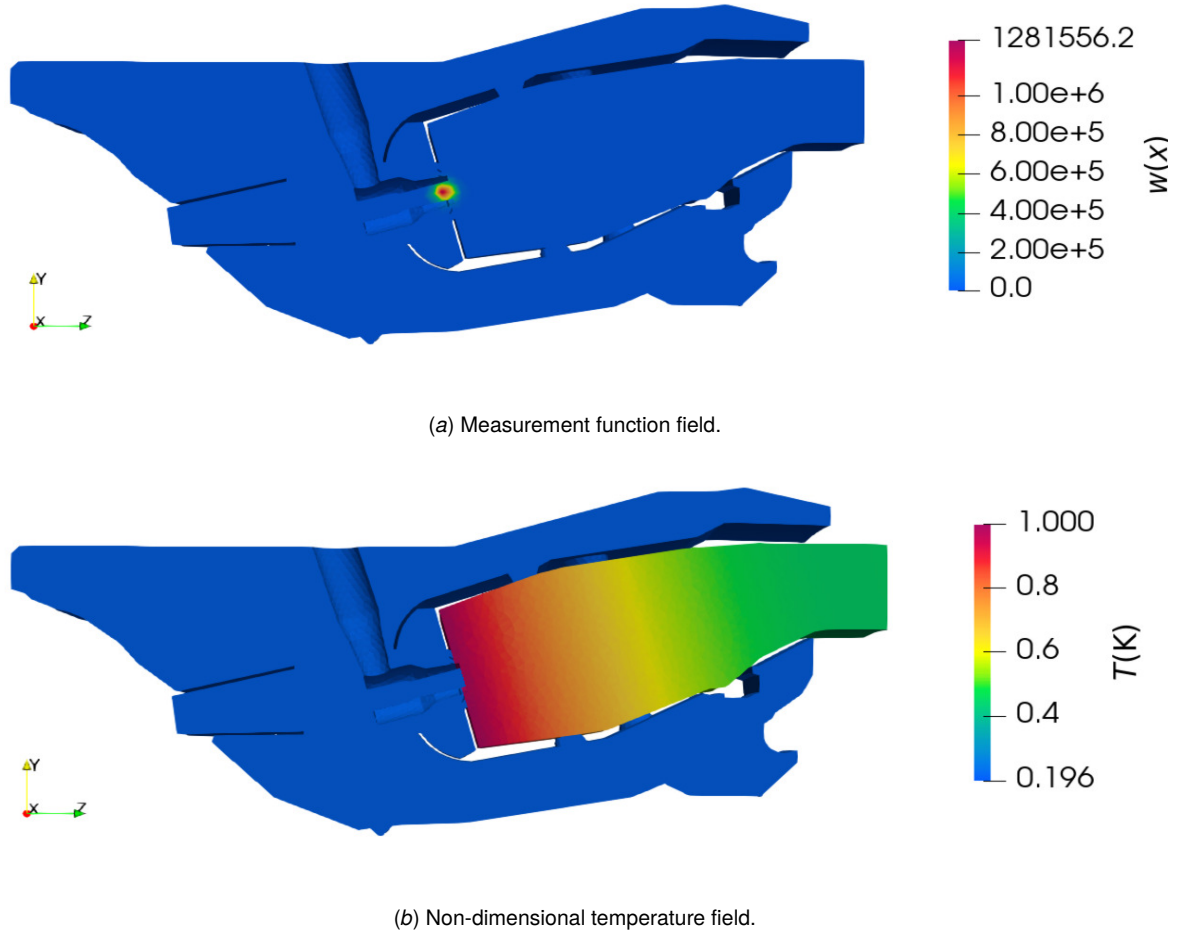 1281556.2
1.00e+6
8.00e+5
6.00e+5
4.00e+5
2.00e+5
0.0
w(x)
Y
X
Z
(a) Measurement function field.
1.000
0.8
0.6
0.4
0.196
T(K)
Y
X
Z
(b) Non-dimensional temperature field.